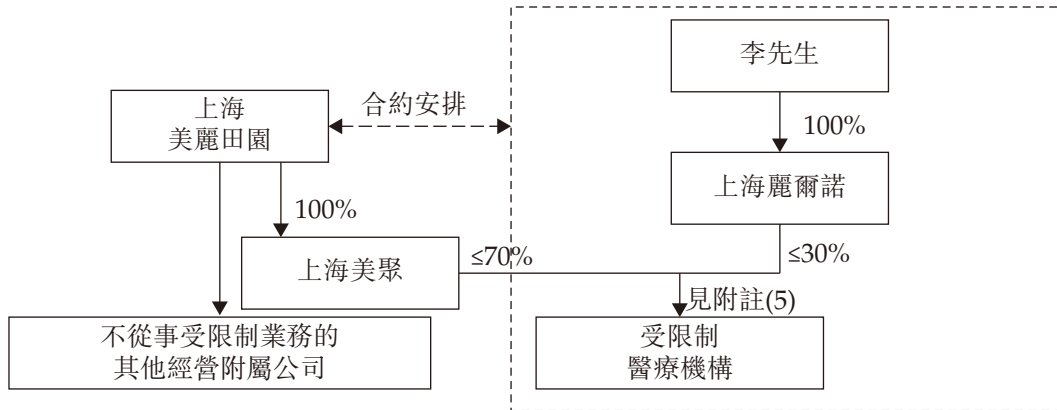 李先生
上海
美麗田園
合約安排
100%
上海麗爾諾
100%
上海美聚
≤70%
≤30%
見附註(5)
不從事受限制業務的
其他經營附屬公司
受限制
醫療機構